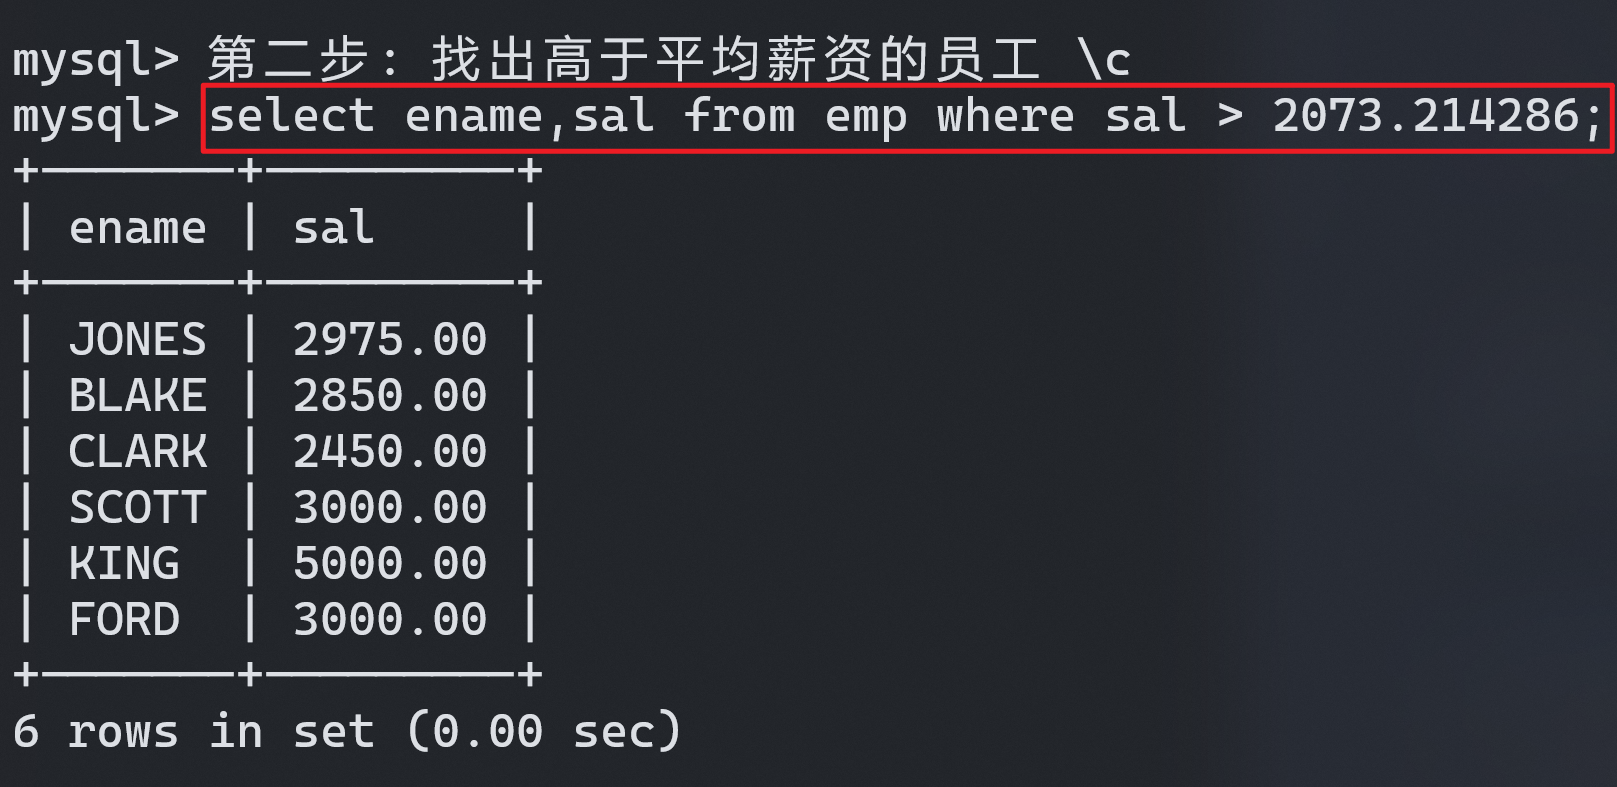 mysql> 第二步：找出高于平均薪资的员工 \c
mysql> select ename,sal from emp where sal > 2073.214286;
+-------+---------+
| ename | sal     |
+-------+---------+
| JONES | 2975.00 |
| BLAKE | 2850.00 |
| CLARK | 2450.00 |
| SCOTT | 3000.00 |
| KING  | 5000.00 |
| FORD  | 3000.00 |
+-------+---------+
6 rows in set (0.00 sec)